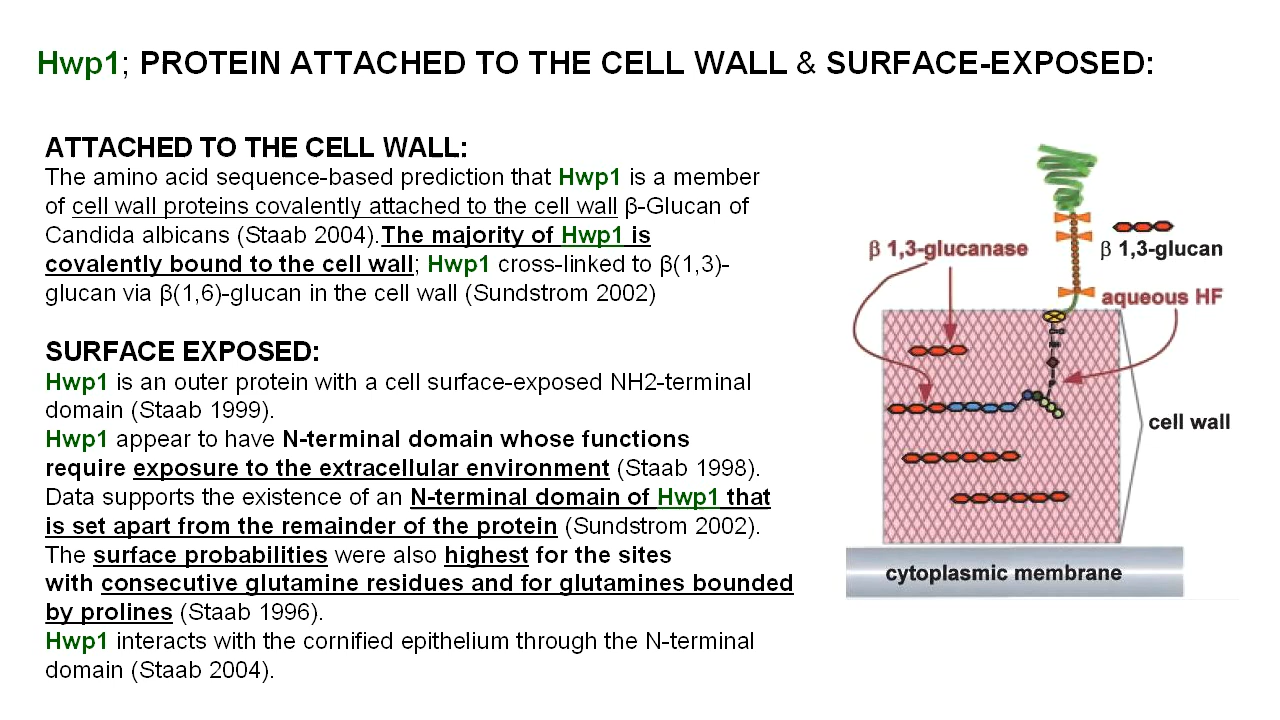 Hwp1; PROTEIN ATTACHED TO THE CELL WALL & SURFACE-EXPOSED:
ATTACHED TO THE CELL WALL:
The amino acid sequence-based prediction that Hwp1 is a member
of cell wall proteins covalently attached to the cell wall β-Glucan of
Candida albicans (Staab 2004).The majority of Hwp1 is
covalently bound to the cell wall; Hwp1 cross-linked to β(1,3)-
glucan via β(1,6)-glucan in the cell wall (Sundstrom 2002)
SURFACE EXPOSED:
Hwp1 is an outer protein with a cell surface-exposed NH2-terminal
domain (Staab 1999).
Hwp1 appear to have N-terminal domain whose functions
require exposure to the extracellular environment (Staab 1998).
Data supports the existence of an N-terminal domain of Hwp1 that
is set apart from the remainder of the protein (Sundstrom 2002).
The surface probabilities were also highest for the sites
with consecutive glutamine residues and for glutamines bounded
by prolines (Staab 1996).
Hwp1 interacts with the cornified epithelium through the N-terminal
domain (Staab 2004).
β 1,3-glucanase
β 1,3-glucan
aqueous HF
cell wall
cytoplasmic membrane